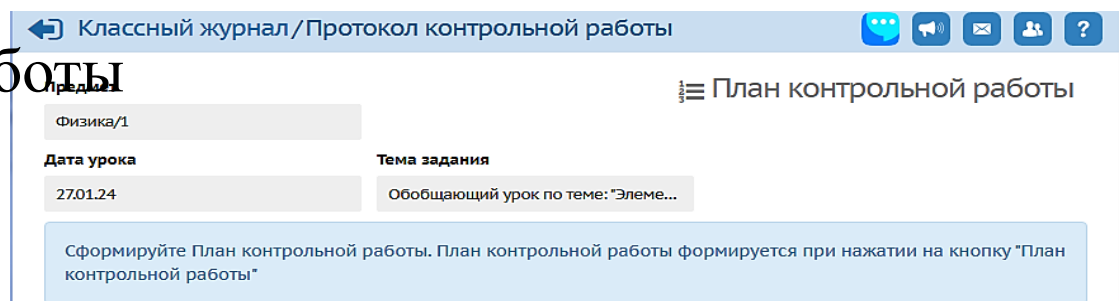 Классный журнал/Протокол контрольной работы
?
боты
Предмет
План контрольной работы
Физика/1
Дата урока
Тема задания
27.01.24
Обобщающий урок по теме: "Элеме...
Сформируйте План контрольной работы. План контрольной работы формируется при нажатии на кнопку "План
контрольной работы"